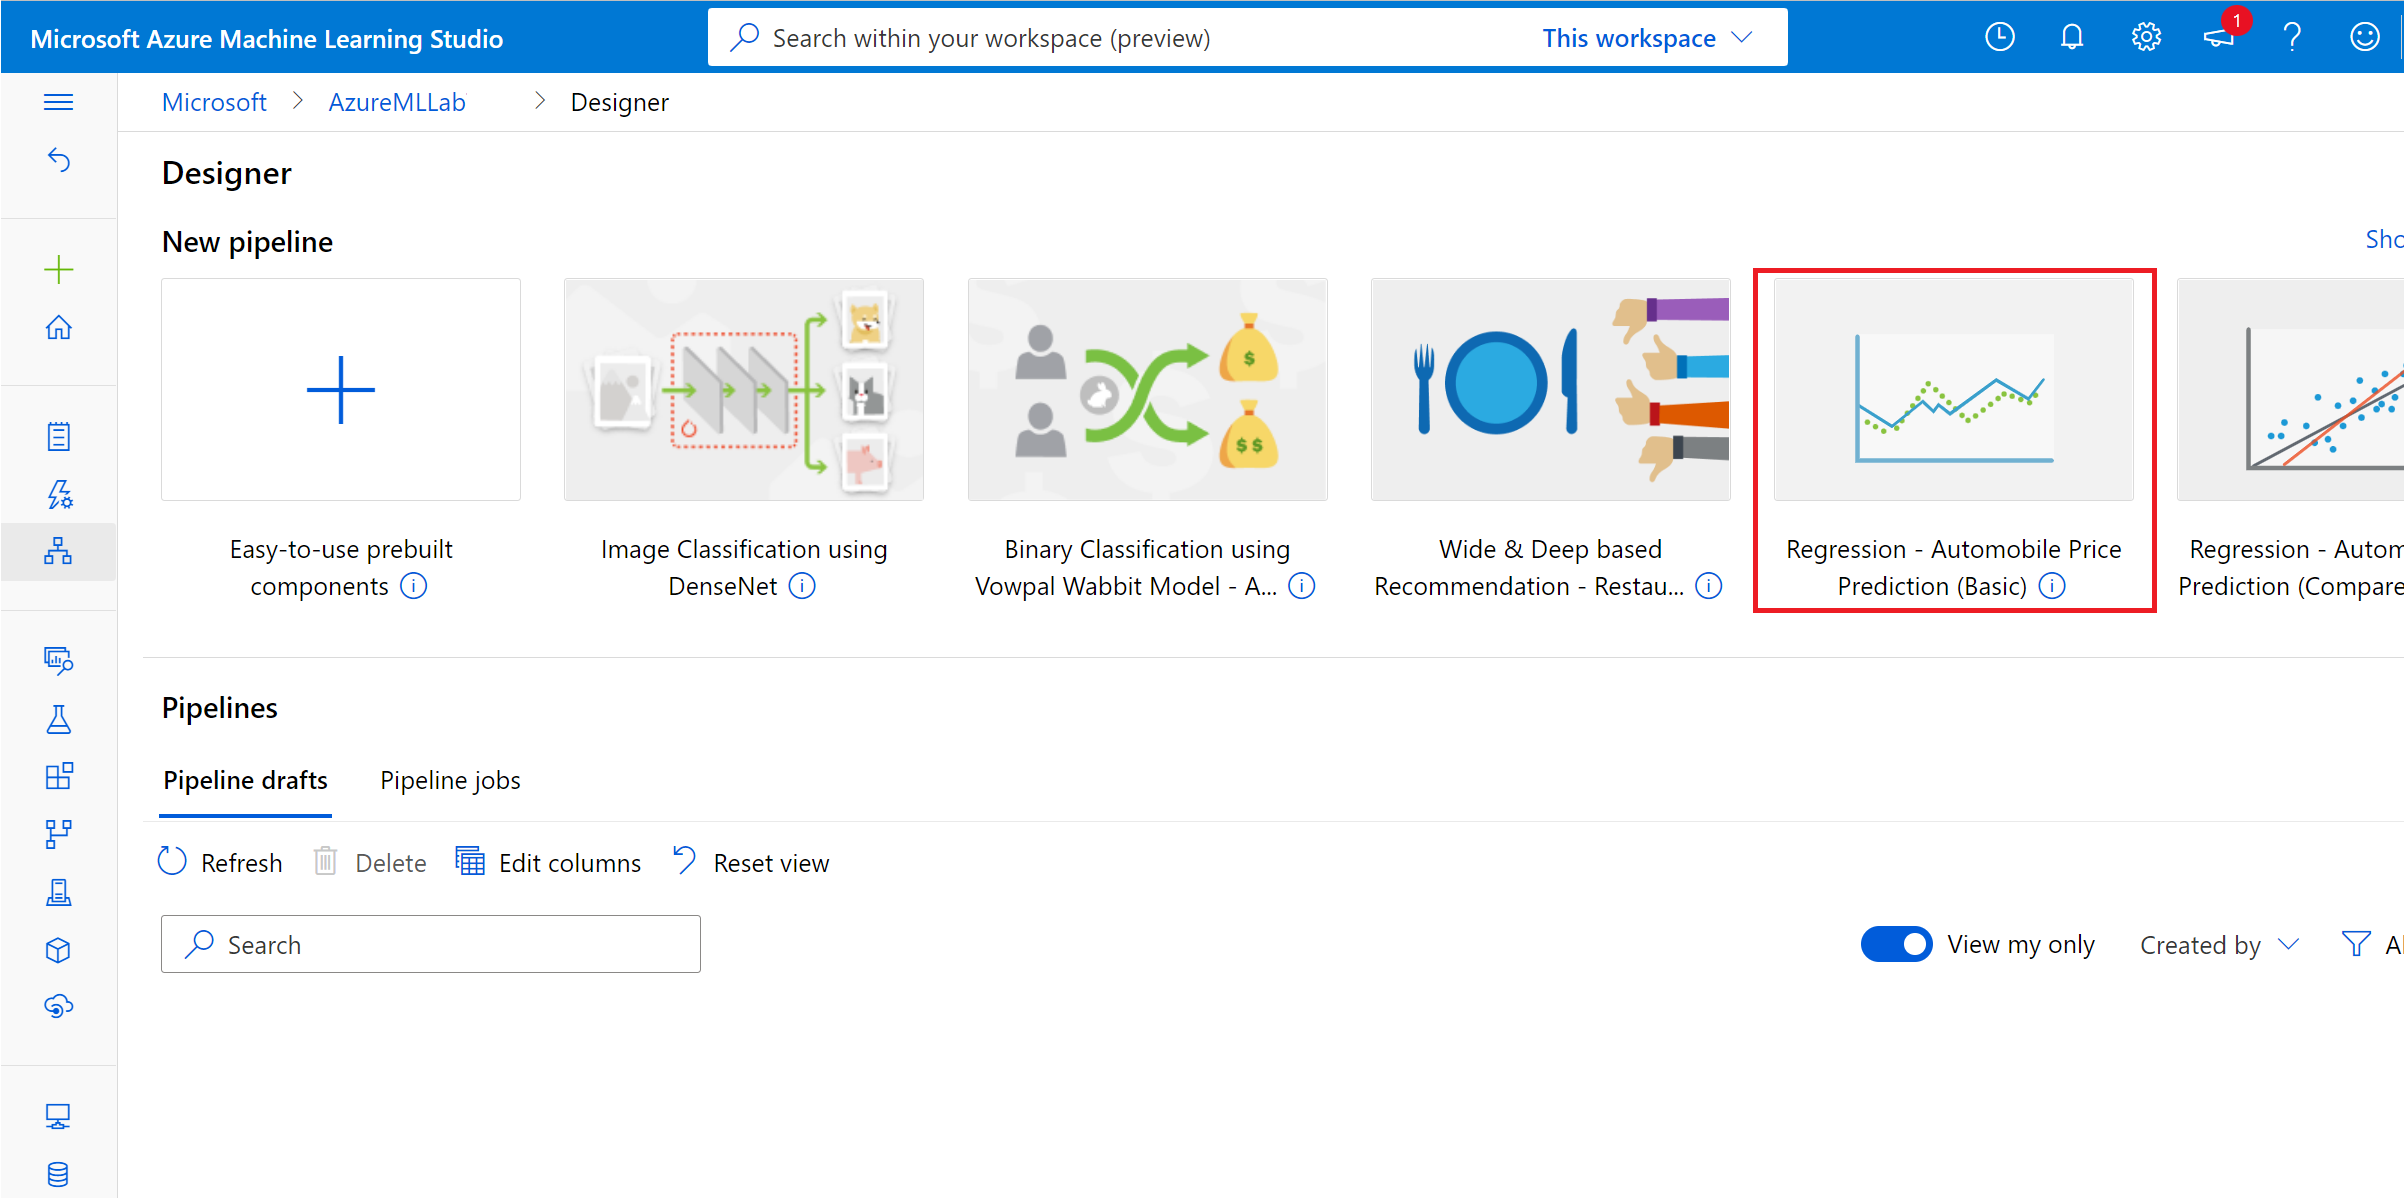 Microsoft Azure Machine Learning Studio
Search within your workspace (preview)
This workspace
1
Microsoft > AzureMLLab > Designer
Designer
New pipeline
Sho
$
$$
Easy-to-use prebuilt
components
Image Classification using
DenseNet
Binary Classification using
Vowpal Wabbit Model - A...
Wide & Deep based
Recommendation - Restau...
Regression - Automobile Price
Prediction (Basic)
Regression - Autom
Prediction (Compare
Pipelines
Pipeline drafts
Pipeline jobs
Refresh
Delete
Edit columns
Reset view
Search
View my only
Created by
Al